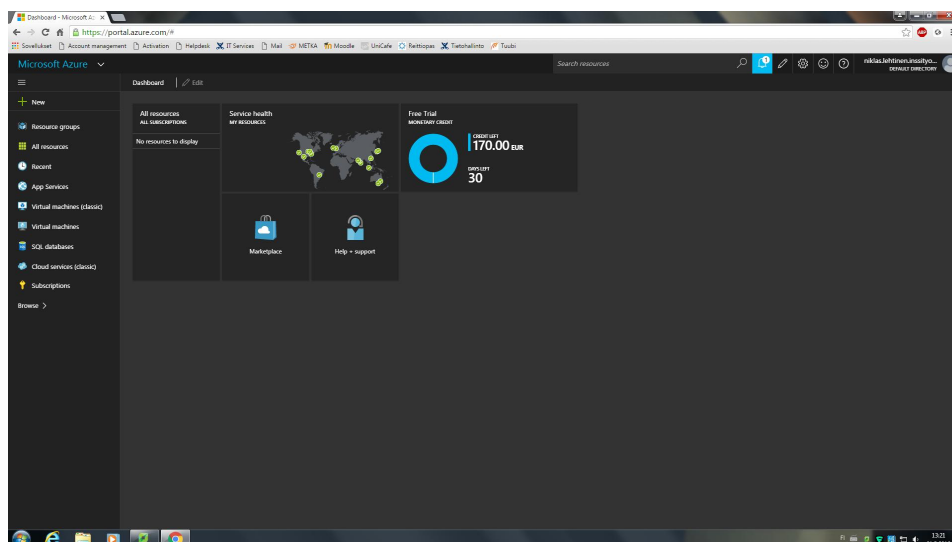 Dashboard - Microsoft A
https://portal.azure.com/#
Sovellukset Account management Activation Helpdesk IT Services Mail METKA Moodle UniCafe Reittiopas Tietohallinto Tuubi
Microsoft Azure
Search resources
niklas.lehtinen.inssityo...
DEFAULT DIRECTORY
Dashboard Edit
New
Resource groups
All resources
Recent
App Services
Virtual machines (classic)
Virtual machines
SQL databases
Cloud services (classic)
Subscriptions
Browse >
All resources
ALL SUBSCRIPTIONS
No resources to display
Service health
MY RESOURCES
Marketplace
Help + support
Free Trial
MONETARY CREDIT
CREDIT LEFT
170.00 EUR
DAYS LEFT
30
FI
13:21